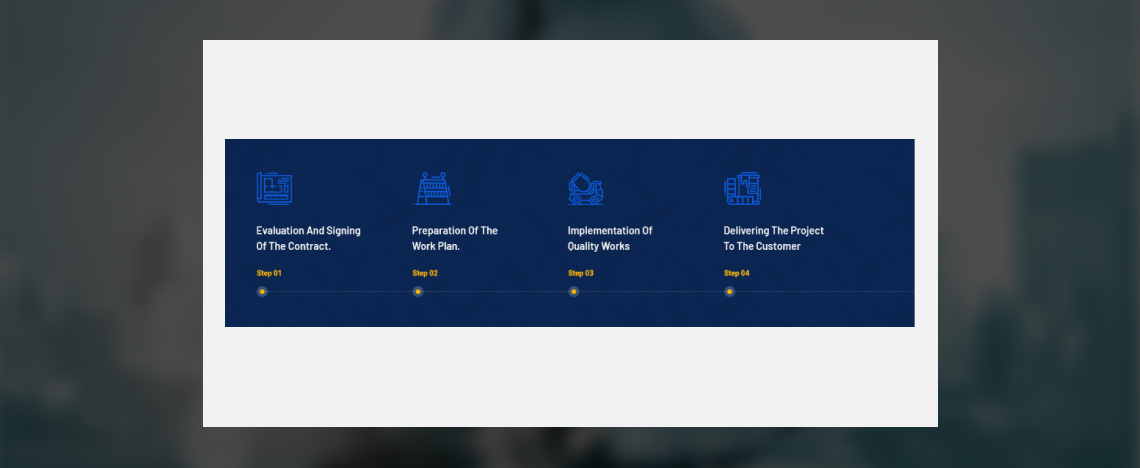 Evaluation And Signing
Of The Contract.
Step 01
Preparation Of The
Work Plan.
Step 02
Implementation Of
Quality Works
Step 03
Delivering The Project
To The Customer
Step 04